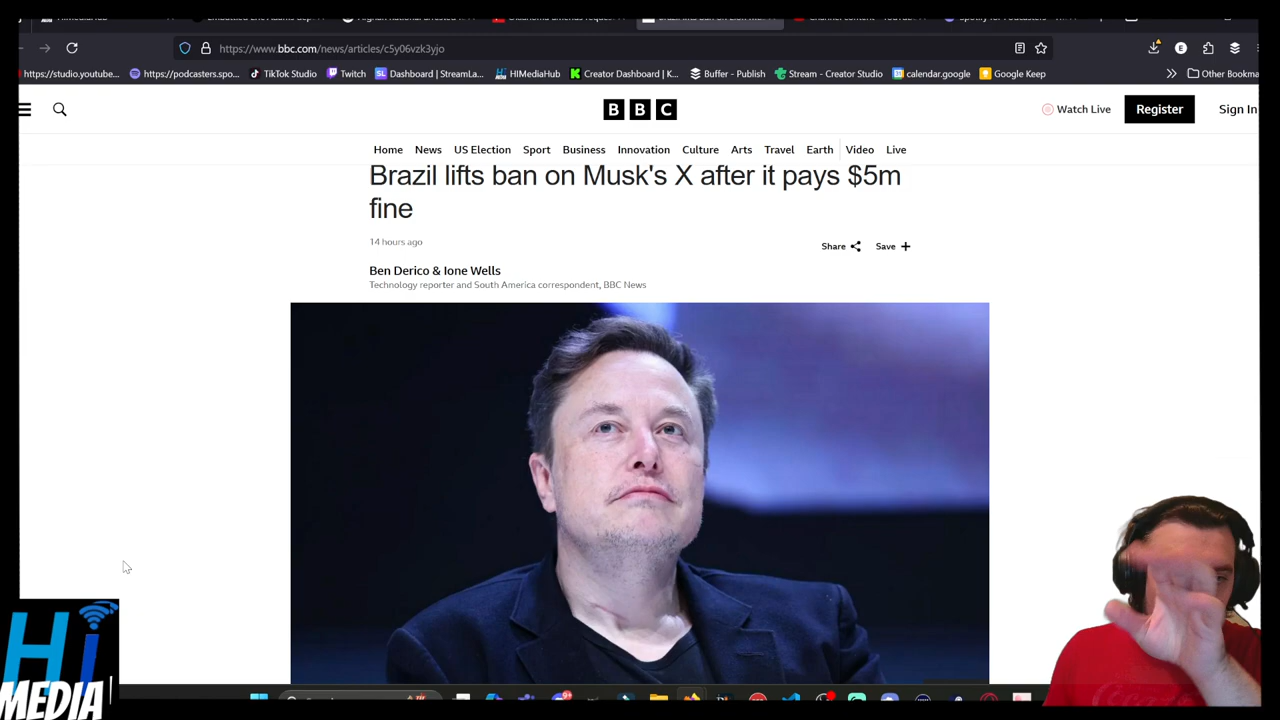 https://www.bbc.com/news/articles/c5y06vzk3yjo
https://studio.youtube... https://podcasters.spo... TikTok Studio Twitch Dashboard | StreamLa... HIMediaHub Creator Dashboard | K... Buffer - Publish Stream - Creator Studio calendar.google Google Keep Other Bookma
BBC
Watch Live Register Sign In
Home News US Election Sport Business Innovation Culture Arts Travel Earth Video Live
Brazil lifts ban on Musk's X after it pays $5m
fine
14 hours ago
Share Save
Ben Derico & Ione Wells
Technology reporter and South America correspondent, BBC News
Hi
MEDIA